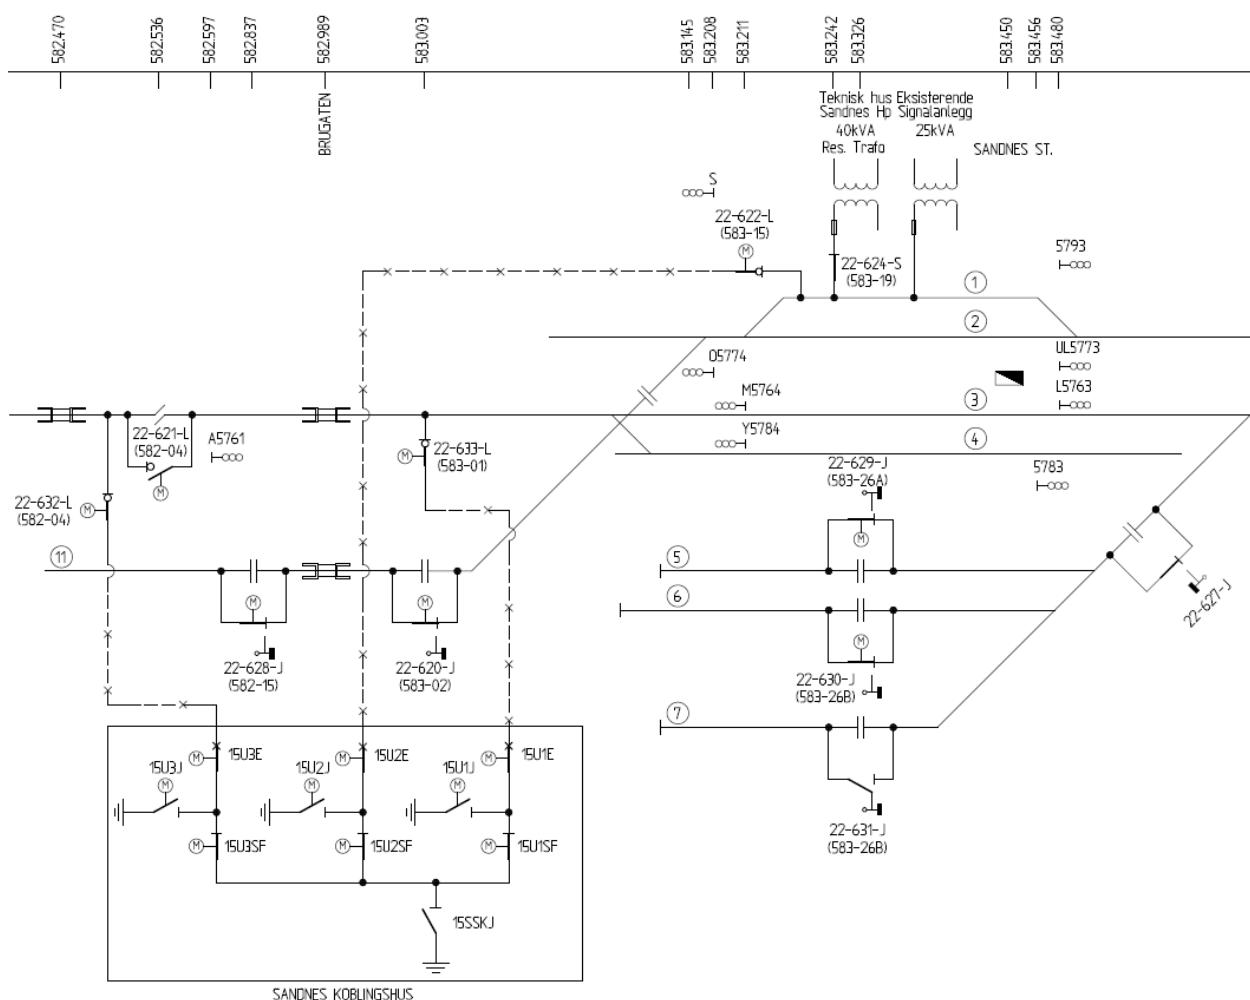 582.470
582.536
582.597
582.837
582.989
583.003
583.145
583.208
583.211
583.242
583.326
583.450
583.456
583.480
BRUGATEN
Teknisk hus Eksisterende
Sandnes Hp Signalanlegg
40kVA 25kVA
Res. Trafo
SANDNES ST.
S
22-622-L
(583-15)
M
22-624-S
(583-19)
5793
1
2
O5774
UL5773
M5764
L5763
3
Y5784
4
22-621-L
(582-04)
M
A5761
22-633-L
(583-01)
M
22-629-J
(583-26A)
M
5783
22-632-L
(582-04)
M
11
5
6
7
M
22-628-J
(582-15)
M
22-620-J
(583-02)
M
22-630-J
(583-26B)
22-627-J
22-631-J
(583-26B)
15U3J
M
15U3E
M
15U2J
M
15U2E
M
15U1J
M
15U1E
M
15U3SF
M
15U2SF
M
15U1SF
M
15SSKJ
SANDNES KOBLINGSHUS